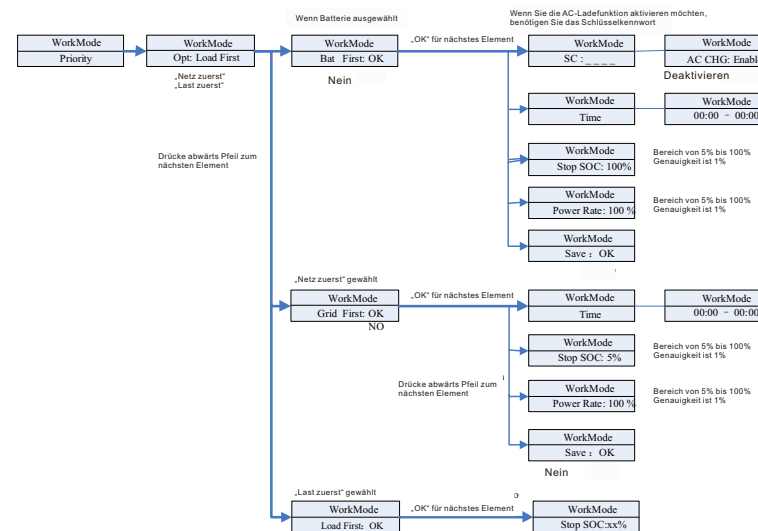 Wenn Batterie ausgewählt
Wenn Sie die AC-Ladefunktion aktivieren möchten,
benötigen Sie das Schlüsselkennwort
WorkMode
Priority
WorkMode
Opt: Load First
„Netz zuerst“
„Last zuerst“
WorkMode
Bat First: OK
Nein
„OK“ für nächstes Element
WorkMode
SC : _ _ _ _
WorkMode
AC CHG: Enabl
Deaktivieren
WorkMode
Time
WorkMode
00:00 - 00:00
Drücke abwärts Pfeil zum
nächsten Element
WorkMode
Stop SOC: 100%
Bereich von 5% bis 100%
Genauigkeit ist 1%
WorkMode
Power Rate: 100 %
Bereich von 5% bis 100%
Genauigkeit ist 1%
WorkMode
Save : OK
„Netz zuerst“ gewählt
WorkMode
Grid First: OK
NO
„OK“ für nächstes Element
WorkMode
Time
WorkMode
00:00 - 00:00
WorkMode
Stop SOC: 5%
Bereich von 5% bis 100%
Genauigkeit ist 1%
Drücke abwärts Pfeil zum
nächsten Element
WorkMode
Power Rate: 100 %
Bereich von 5% bis 100%
Genauigkeit ist 1%
WorkMode
Save : OK
Nein
„Last zuerst“ gewählt
WorkMode
Load First: OK
„OK“ für nächstes Element
WorkMode
Stop SOC:xx%